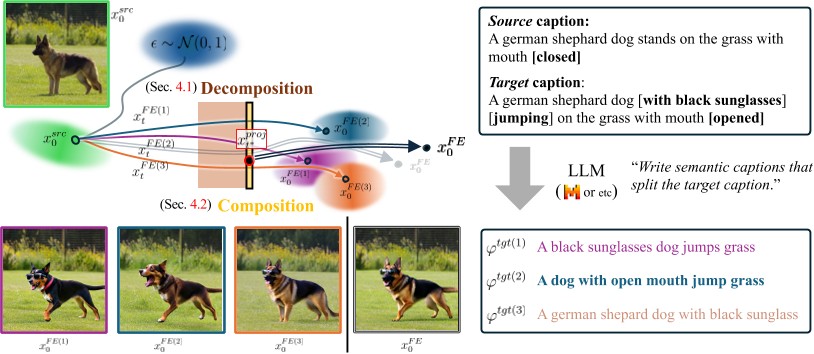 x_0^{src}
ϵ ∼ N(0, 1)
(Sec. 4.1) Decomposition
x_t^{FE(1)}
x_0^{FE(2)}
x_0^{src}
x_{t*}^{proj}
x_0^{FE}
x_t^{FE(2)}
x_0^{FE}
x_t^{FE(3)}
x_0^{FE(1)}
x_0^{FE(3)}
(Sec. 4.2) Composition
x_0^{FE(1)}
x_0^{FE(2)}
x_0^{FE(3)}
x_0^{FE}
Source caption:
A german shephard dog stands on the grass with
mouth [closed]
Target caption:
A german shephard dog [with black sunglasses]
[jumping] on the grass with mouth [opened]
LLM
( or etc)
“Write semantic captions that
split the target caption.”
φ^{tgt(1)} A black sunglasses dog jumps grass
φ^{tgt(2)} A dog with open mouth jump grass
φ^{tgt(3)} A german shepard dog with black sunglass